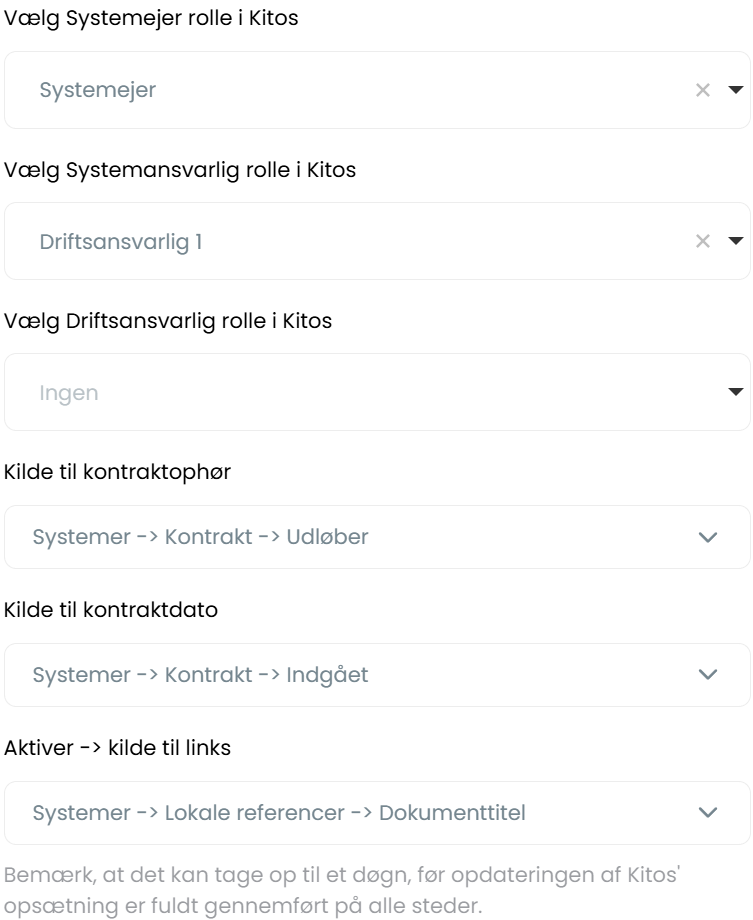 Vælg Systemejer rolle i Kitos
Systemejer
Vælg Systemansvarlig rolle i Kitos
Driftsansvarlig 1
Vælg Driftsansvarlig rolle i Kitos
Ingen
Kilde til kontraktophør
Systemer -> Kontrakt -> Udløber
Kilde til kontraktdato
Systemer -> Kontrakt -> Indgået
Aktiver -> kilde til links
Systemer -> Lokale referencer -> Dokumenttitel
Bemærk, at det kan tage op til et døgn, før opdateringen af Kitos'
opsætning er fuldt gennemført på alle steder.